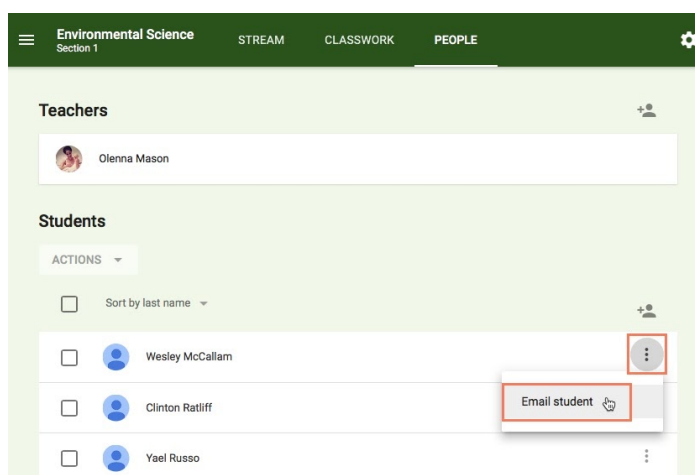 Environmental Science
Section 1
STREAM
CLASSWORK
PEOPLE
Teachers
Olenna Mason
Students
ACTIONS
Sort by last name
Wesley McCallam
Email student
Clinton Ratliff
Yael Russo